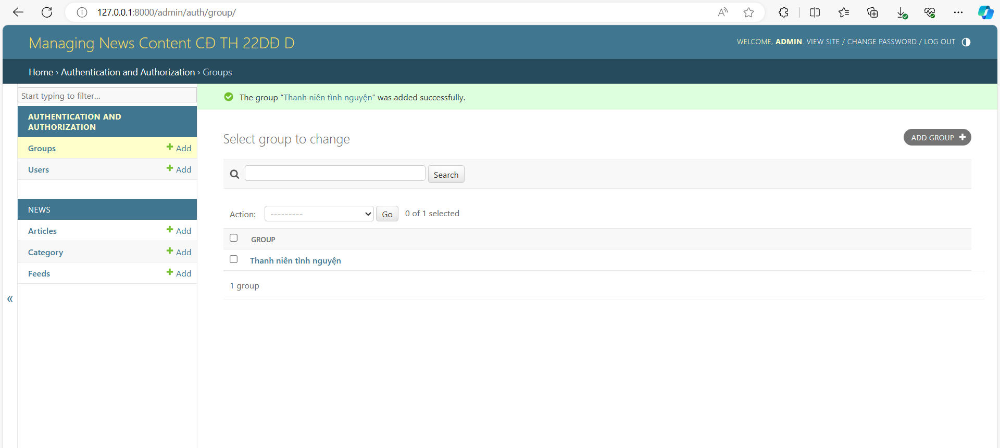 127.0.0.1:8000/admin/auth/group/
Managing News Content CĐ TH 22DĐ D
WELCOME, ADMIN. VIEW SITE / CHANGE PASSWORD / LOG OUT
Home › Authentication and Authorization › Groups
Start typing to filter...
AUTHENTICATION AND
AUTHORIZATION
Groups
Add
Users
Add
NEWS
Articles
Add
Category
Add
Feeds
Add
«
The group “Thanh niên tình nguyện” was added successfully.
Select group to change
ADD GROUP
Search
Action:
---------
Go
0 of 1 selected
GROUP
Thanh niên tình nguyện
1 group